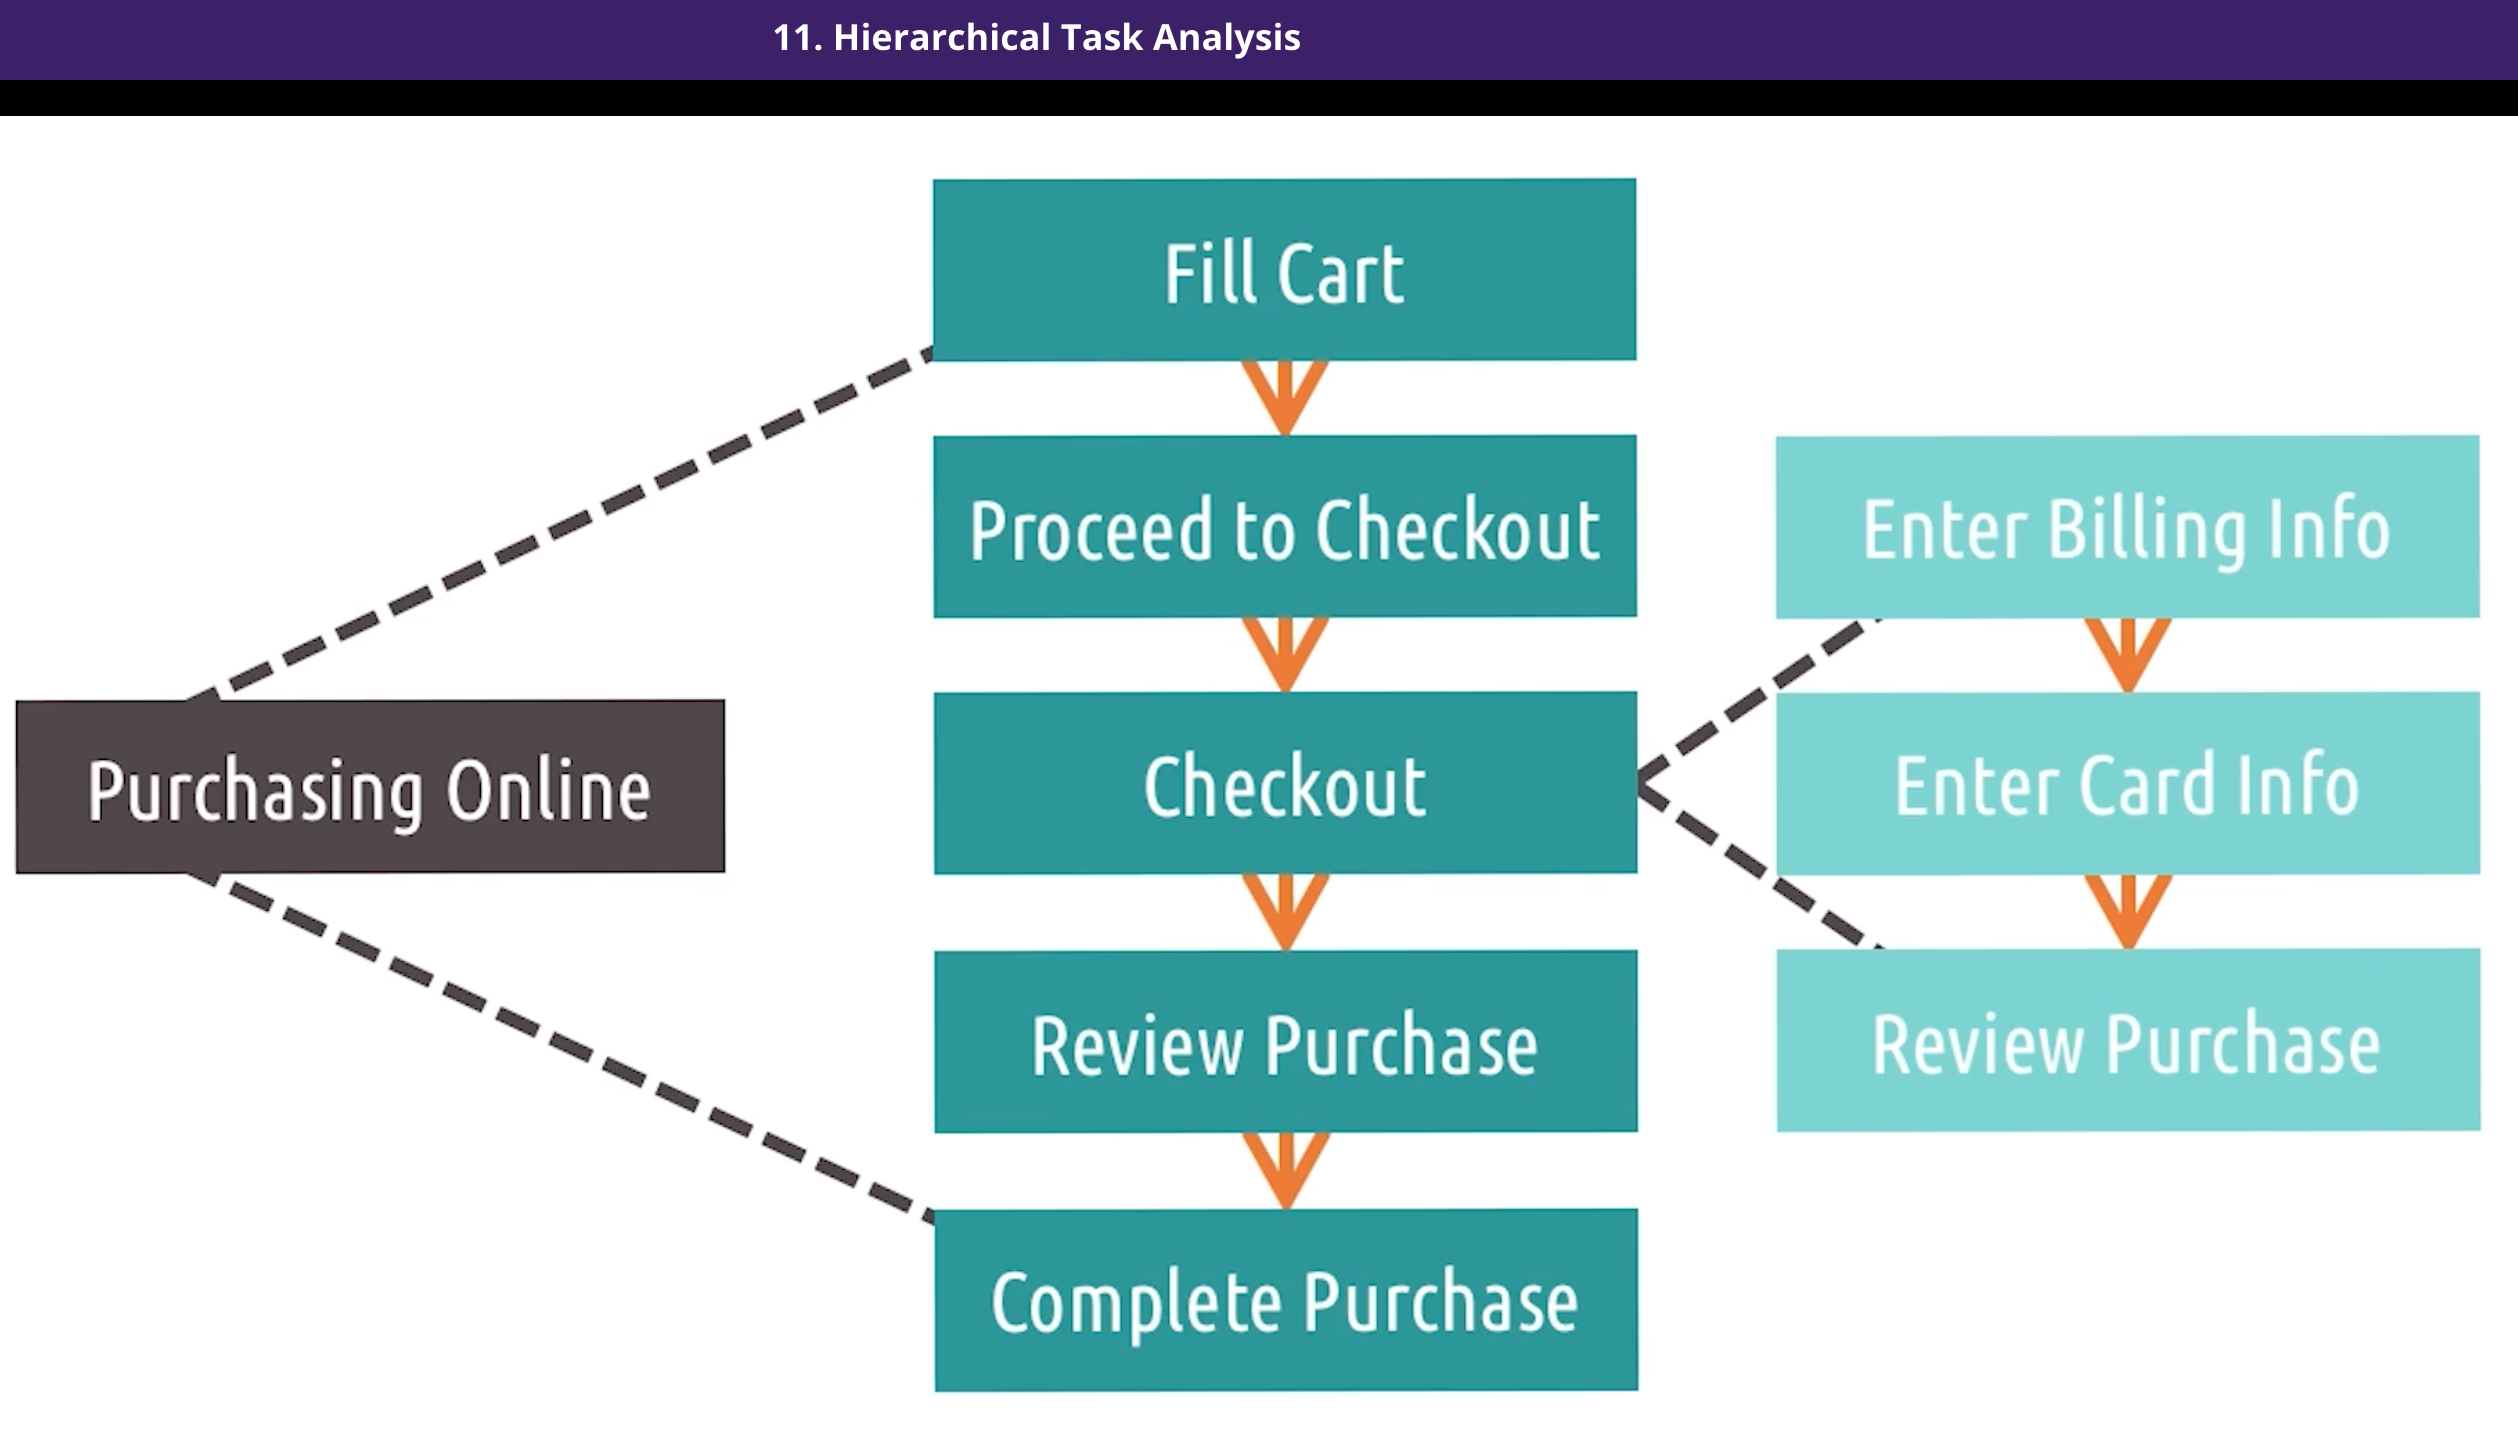 11. Hierarchical Task Analysis
Fill Cart
Proceed to Checkout
Enter Billing Info
Purchasing Online
Checkout
Enter Card Info
Review Purchase
Review Purchase
Complete Purchase